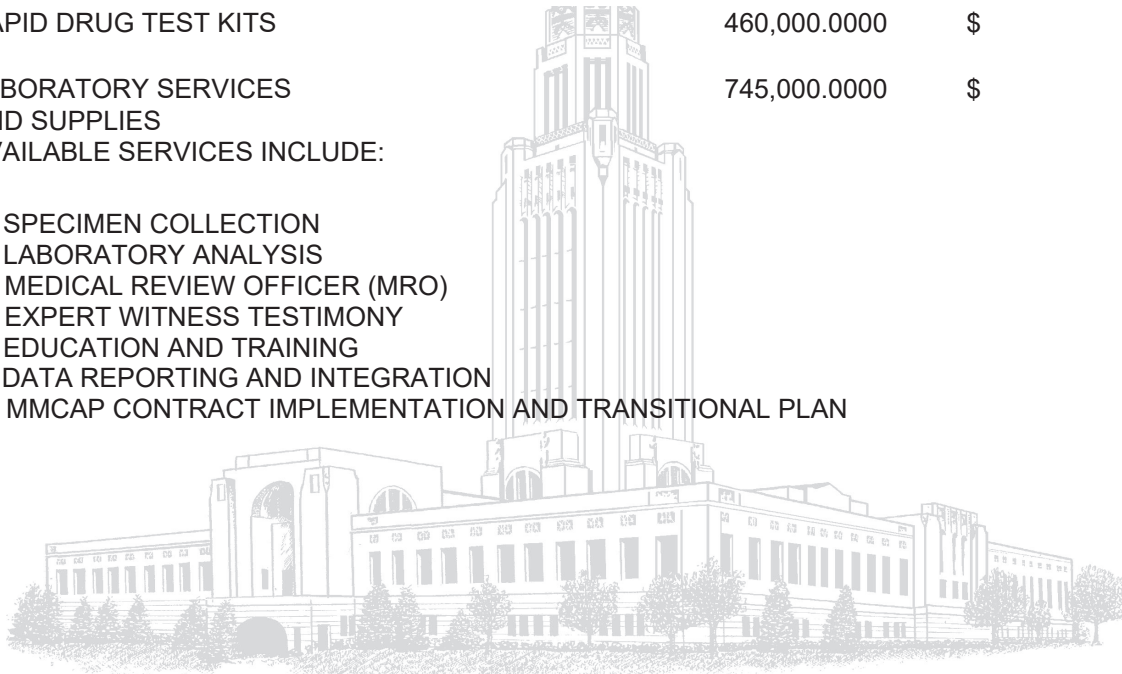 APID DRUG TEST KITS 460,000.0000 $
BORATORY SERVICES 745,000.0000 $
ND SUPPLIES
VAILABLE SERVICES INCLUDE:
SPECIMEN COLLECTION
LABORATORY ANALYSIS
MEDICAL REVIEW OFFICER (MRO)
EXPERT WITNESS TESTIMONY
EDUCATION AND TRAINING
DATA REPORTING AND INTEGRATION
MMCAP CONTRACT IMPLEMENTATION AND TRANSITIONAL PLAN